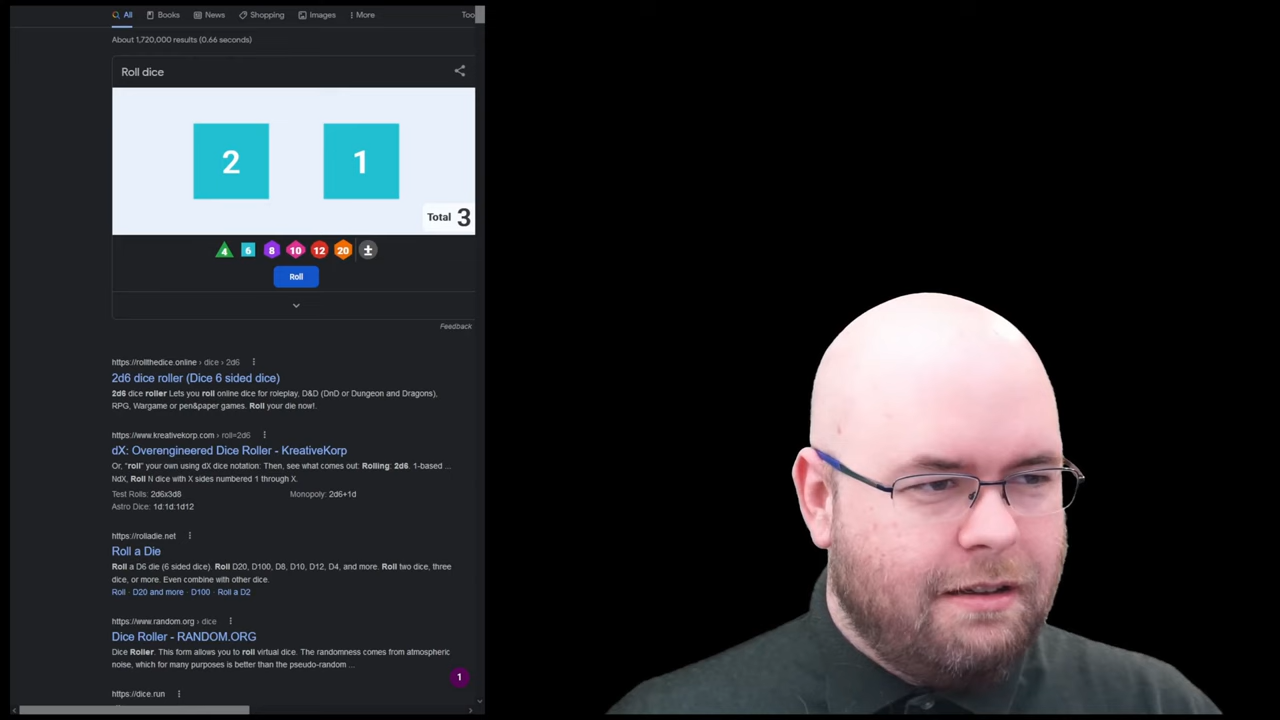 All Books News Shopping Images More Too
About 1,720,000 results (0.66 seconds)
Roll dice
2 1
Total 3
4 6 8 10 12 20 ±
Roll
Feedback
https://rollthedice.online › dice › 2d6
2d6 dice roller (Dice 6 sided dice)
2d6 dice roller Lets you roll online dice for roleplay, D&D (DnD or Dungeon and Dragons),
RPG, Wargame or pen&paper games. Roll your die now!.
https://www.kreativekorp.com › roll=2d6
dX: Overengineered Dice Roller - KreativeKorp
Or, "roll" your own using dX dice notation: Then, see what comes out: Rolling: 2d6. 1-based ...
NdX, Roll N dice with X sides numbered 1 through X.
Test Rolls: 2d6x3d8 Monopoly: 2d6+1d
Astro Dice: 1d:1d:1d12
https://rolladie.net
Roll a Die
Roll a D6 die (6 sided dice). Roll D20, D100, D8, D10, D12, D4, and more. Roll two dice, three
dice, or more. Even combine with other dice.
Roll · D20 and more · D100 · Roll a D2
https://www.random.org › dice
Dice Roller - RANDOM.ORG
Dice Roller. This form allows you to roll virtual dice. The randomness comes from atmospheric
noise, which for many purposes is better than the pseudo-random ...
1
https://dice.run